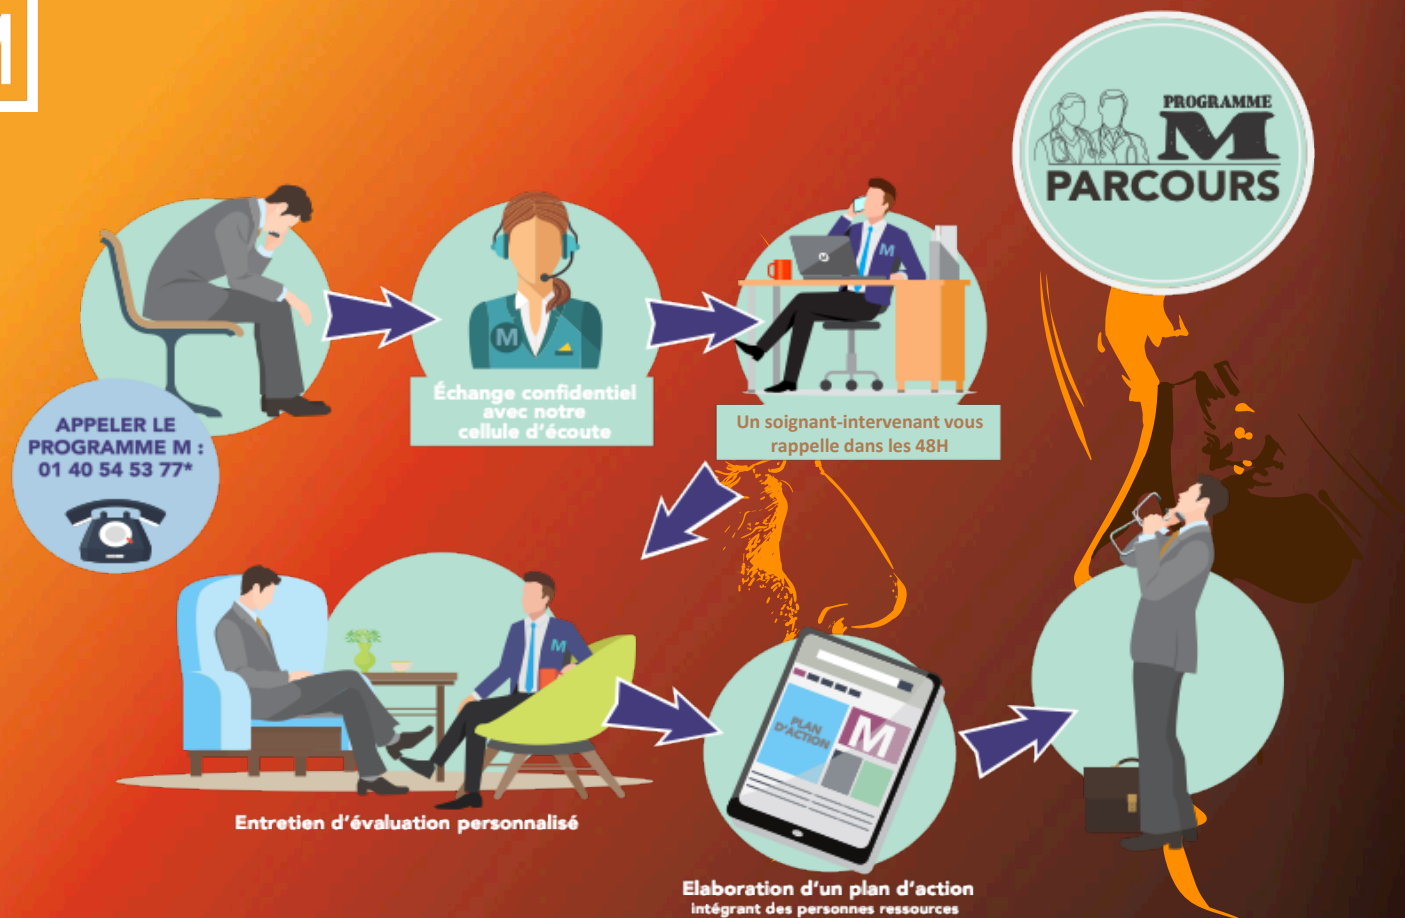 M
PROGRAMME
M
PARCOURS
APPELER LE
PROGRAMME M :
01 40 54 53 77*
M
Échange confidentiel
avec notre
cellule d'écoute
M
M
Un soignant-intervenant vous
rappelle dans les 48H
M
Entretien d'évaluation personnalisé
PLAN
D'ACTION
M
Elaboration d'un plan d'action
intégrant des personnes ressources